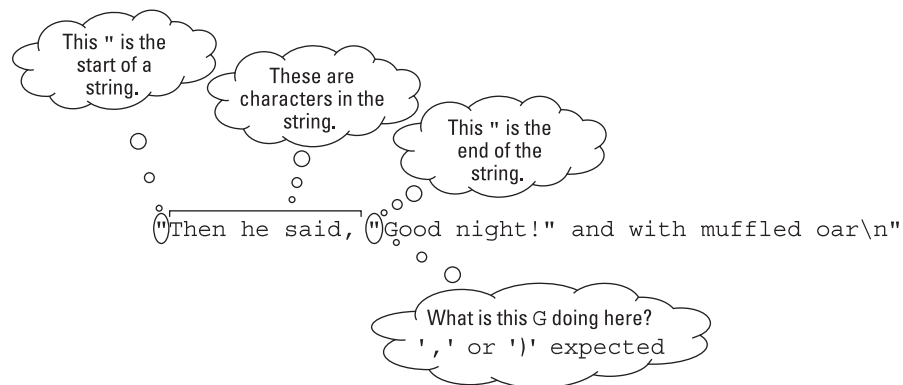 This " is the
start of a
string.
These are
characters in the
string.
This " is the
end of the
string.
"Then he said, "Good night!" and with muffled oar\n"
What is this G doing here?
',' or ')' expected